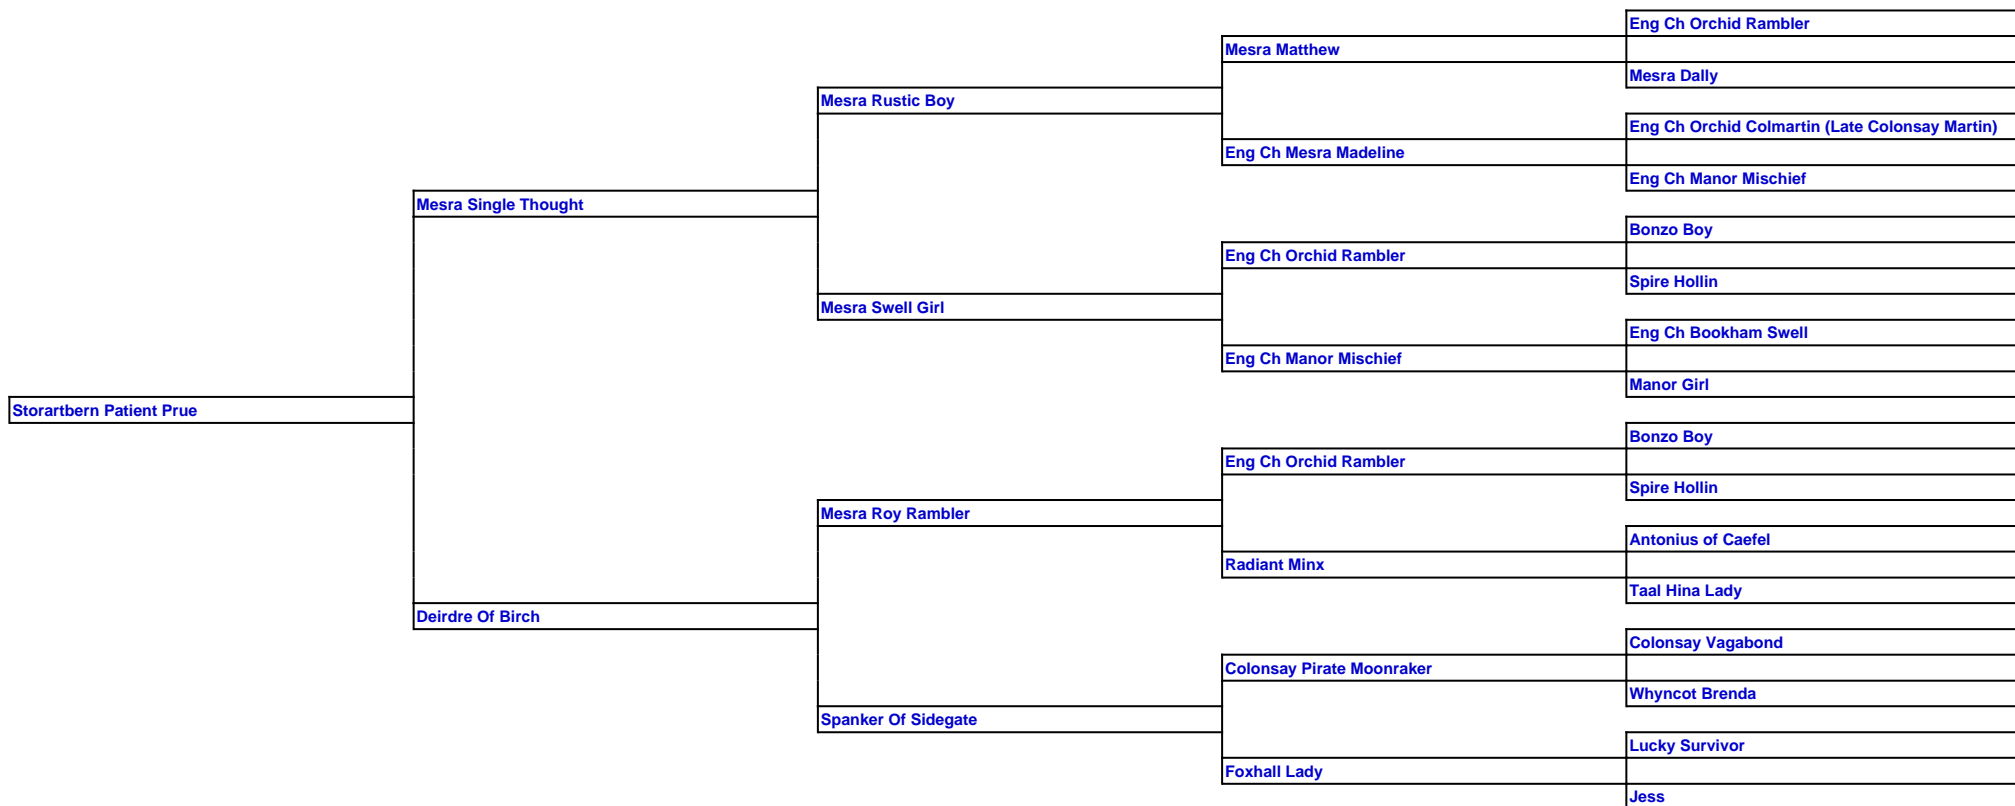 Eng Ch Orchid Rambler
Mesra Matthew
Mesra Dally
Mesra Rustic Boy
Eng Ch Orchid Colmartin (Late Colonsay Martin)
Eng Ch Mesra Madeline
Eng Ch Manor Mischief
Mesra Single Thought
Bonzo Boy
Eng Ch Orchid Rambler
Spire Hollin
Mesra Swell Girl
Eng Ch Bookham Swell
Eng Ch Manor Mischief
Manor Girl
Storartbern Patient Prue
Bonzo Boy
Eng Ch Orchid Rambler
Spire Hollin
Mesra Roy Rambler
Antonius of Caefel
Radiant Minx
Taal Hina Lady
Deirdre Of Birch
Colonsay Vagabond
Colonsay Pirate Moonraker
Whyncot Brenda
Spanker Of Sidegate
Lucky Survivor
Foxhall Lady
Jess